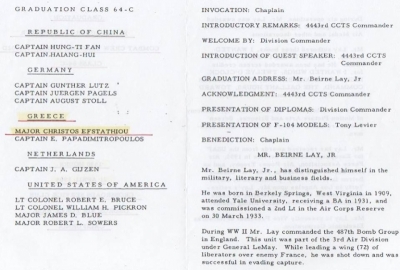 GRADUATION CLASS 64-C
REPUBLIC OF CHINA
CAPTAIN HUNG-TI FAN
CAPTAIN HAIANG-HUI
GERMANY
CAPTAIN GUNTHER LUTZ
CAPTAIN JUERGEN PAGELS
CAPTAIN AUGUST STOLL
GREECE
MAJOR CHRISTOS EFSTATHIOU
CAPTAIN E. PAPADIMITROPOULOS
NETHERLANDS
CAPTAIN J. A. GIJZEN
UNITED STATES OF AMERICA
LT COLONEL ROBERT E. BRUCE
LT COLONEL WILLIAM H. PICKRON
MAJOR JAMES D. BLUE
MAJOR ROBERT L. SOWERS
INVOCATION: Chaplain
INTRODUCTORY REMARKS: 4443rd CCTS Commander
WELCOME BY: Division Commander
INTRODUCTION OF GUEST SPEAKER: 4443rd CCTS
Commander
GRADUATION ADDRESS: Mr. Beirne Lay, Jr
ACKNOWLEDGMENT: 4443rd CCTS Commander
PRESENTATION OF DIPLOMAS: Division Commander
PRESENTATION OF F-104 MODELS: Tony Levier
BENEDICTION: Chaplain
MR. BEIRNE LAY, JR
Mr. Beirne Lay, Jr., has distinguished himself in the
military, literary and business fields.
He was born in Berkely Springs, West Virginia in 1909,
attended Yale University, receiving a BA in 1931, and
was commissioned a 2nd Lt in the Air Corps Reserve
on 30 March 1933.
During WW II Mr. Lay commanded the 487th Bomb Group
in England. This unit was part of the 3rd Air Division
under General LeMay. While leading a wing (72) of
liberators over enemy France, he was shot down and was
successful in evading capture.